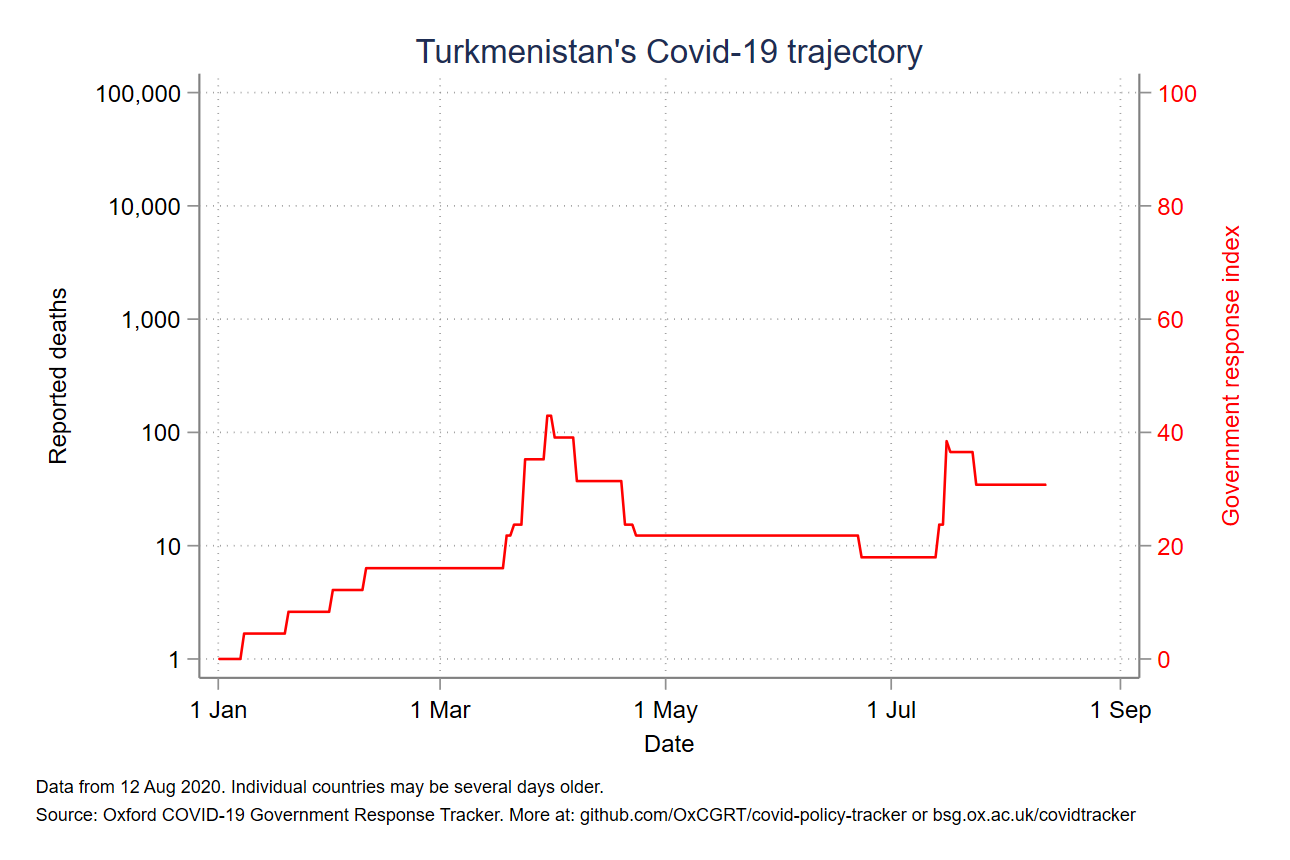 Turkmenistan's Covid-19 trajectory
100,000
10,000
1,000
100
10
1
Reported deaths
100
80
60
40
20
0
Government response index
1 Jan
1 Mar
1 May
1 Jul
1 Sep
Date
Data from 12 Aug 2020. Individual countries may be several days older.
Source: Oxford COVID-19 Government Response Tracker. More at: github.com/OxCGRT/covid-policy-tracker or bsg.ox.ac.uk/covidtracker